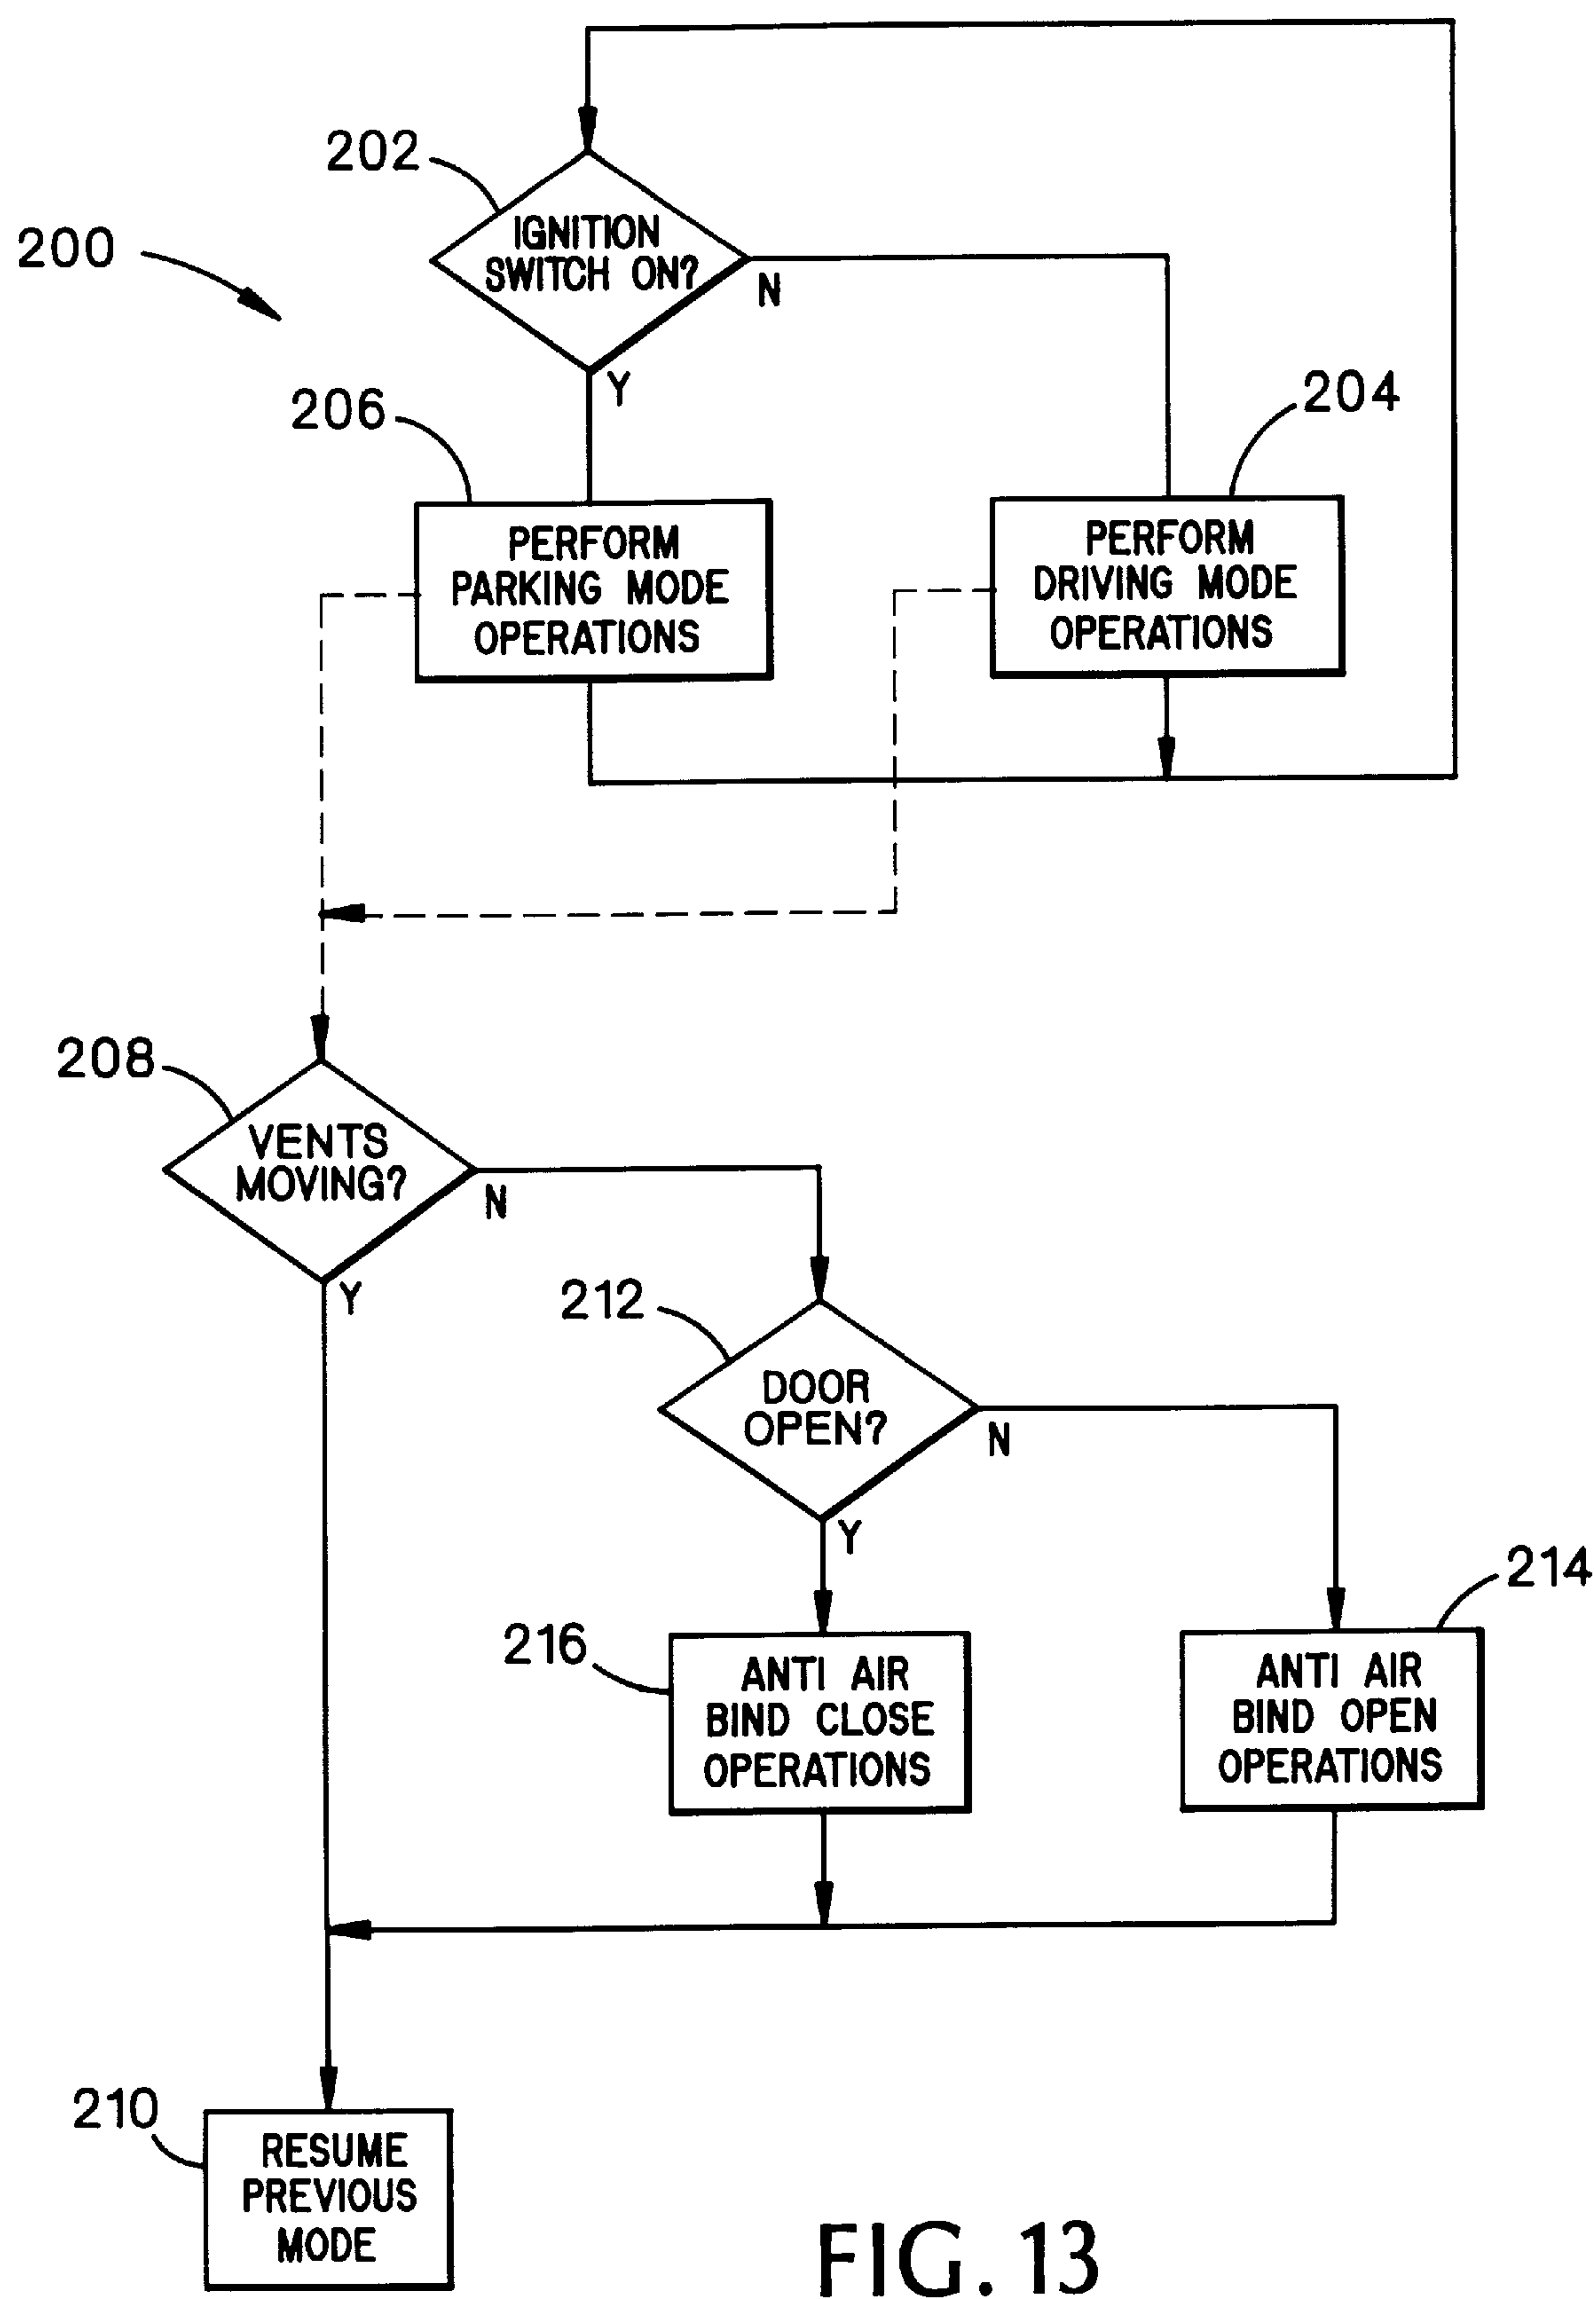 202
IGNITION
SWITCH ON?
N
Y
200
206
204
PERFORM
PARKING MODE
OPERATIONS
PERFORM
DRIVING MODE
OPERATIONS
208
VENTS
MOVING?
N
Y
212
DOOR
OPEN?
N
Y
216
214
ANTI AIR
BIND CLOSE
OPERATIONS
ANTI AIR
BIND OPEN
OPERATIONS
210
RESUME
PREVIOUS
MODE
FIG. 13